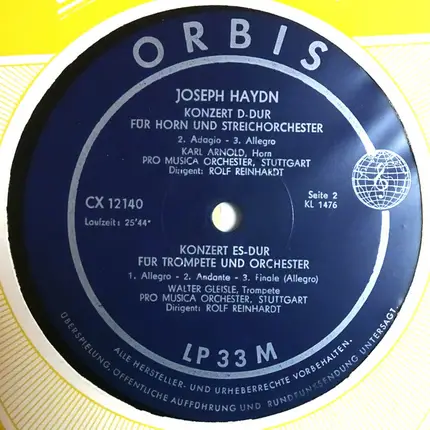 ORBIS
JOSEPH HAYDN
KONZERT D-DUR
FÜR HORN UND STREICHORCHESTER
2. Adagio - 3. Allegro
KARL ARNOLD, Horn
PRO MUSICA ORCHESTER, STUTTGART
Dirigent: ROLF REINHARDT
CX 12140
Laufzeit: 25'44"
Seite 2
KL 1476
KONZERT ES-DUR
FÜR TROMPETE UND ORCHESTER
1. Allegro - 2. Andante - 3. Finale (Allegro)
WALTER GLEISLE, Trompete
PRO MUSICA ORCHESTER, STUTTGART
Dirigent: ROLF REINHARDT
LP 33 M
ALLE HERSTELLER- UND URHEBERRECHTE VORBEHALTEN.
ÜBERSPIELUNG, ÖFFENTLICHE AUFFÜHRUNG UND RUNDFUNKSENDUNG UNTERSAGT.